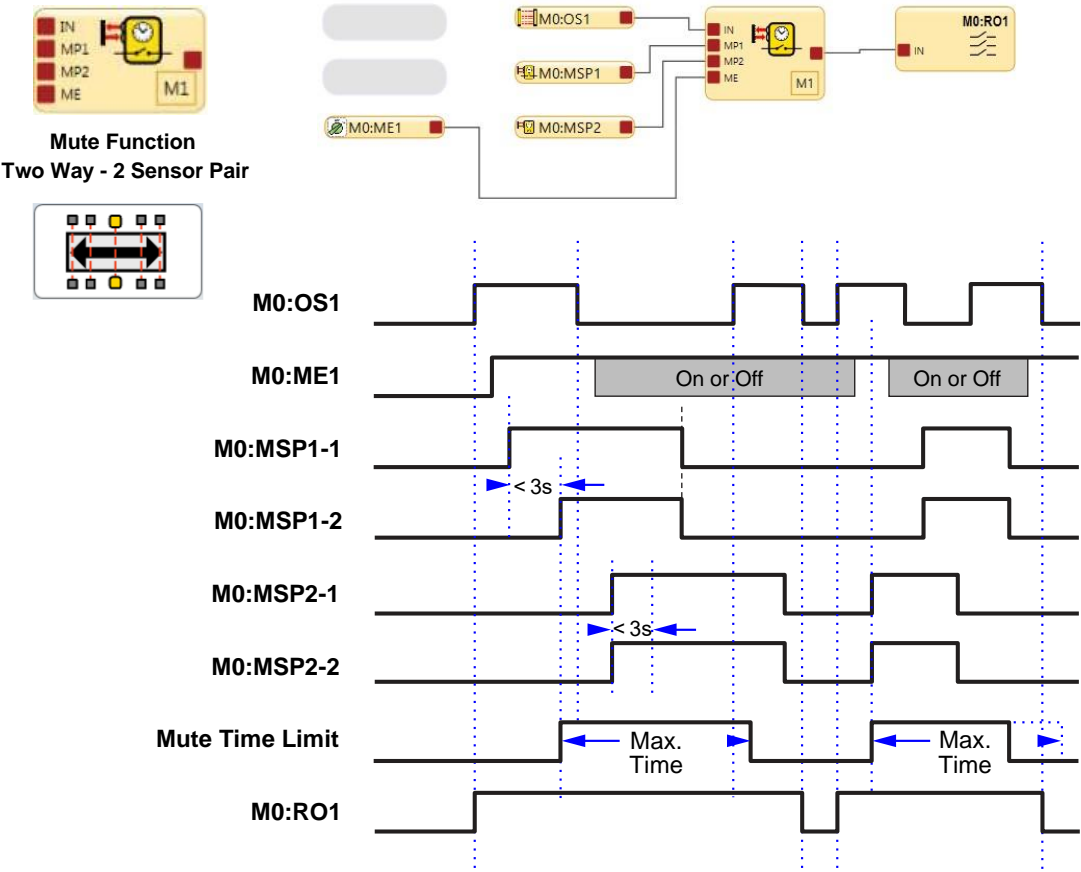 IN
MP1
MP2
ME
M1
Mute Function
Two Way - 2 Sensor Pair
M0:OS1
M0:MSP1
M0:ME1
M0:MSP2
IN
MP1
MP2
ME
M1
M0:RO1
IN
M0:OS1
M0:ME1
On or Off
On or Off
M0:MSP1-1
< 3s
M0:MSP1-2
M0:MSP2-1
< 3s
M0:MSP2-2
Mute Time Limit
Max.
Time
Max.
Time
M0:RO1